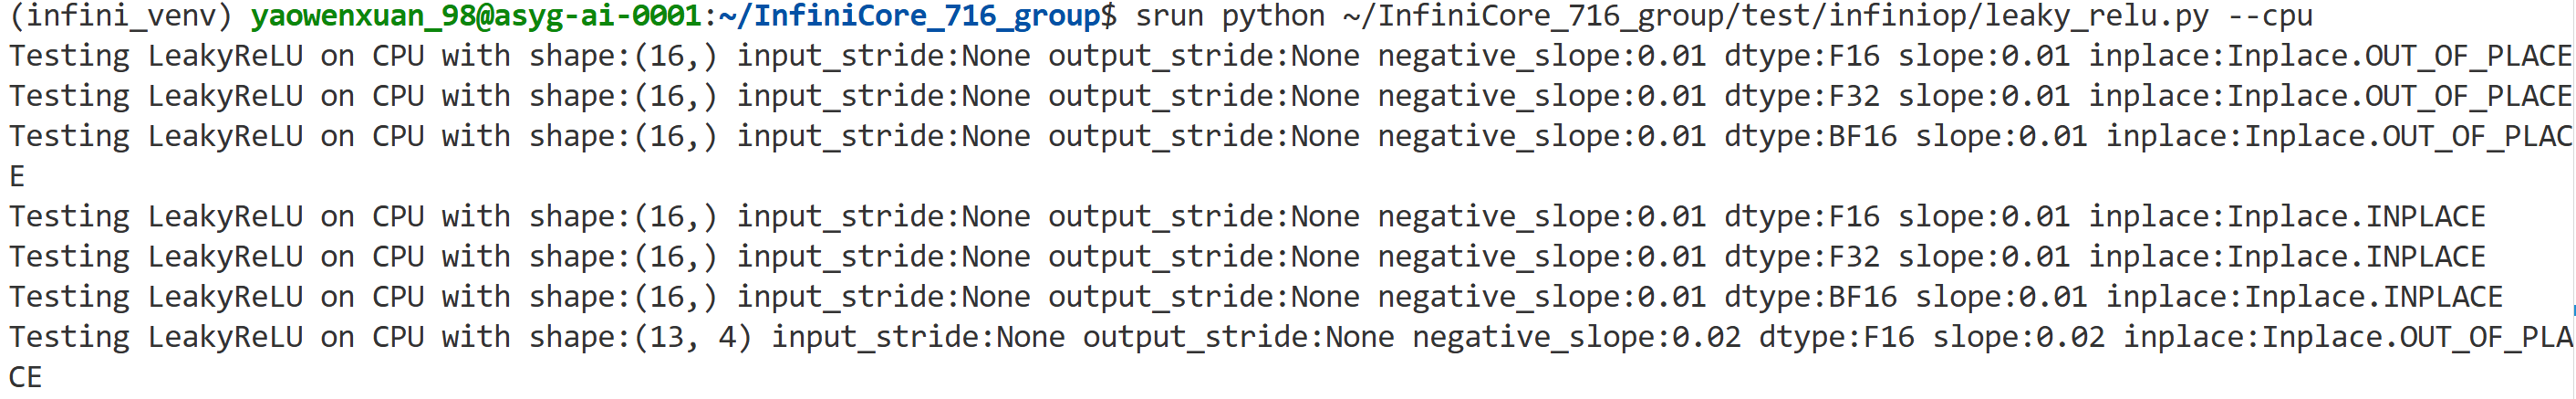 (infini_venv) yaowenxuan_98@asyg-ai-0001:~/InfiniCore_716_group$ srun python ~/InfiniCore_716_group/test/infiniop/leaky_relu.py --cpu
Testing LeakyReLU on CPU with shape:(16,) input_stride:None output_stride:None negative_slope:0.01 dtype:F16 slope:0.01 inplace:Inplace.OUT_OF_PLACE
Testing LeakyReLU on CPU with shape:(16,) input_stride:None output_stride:None negative_slope:0.01 dtype:F32 slope:0.01 inplace:Inplace.OUT_OF_PLACE
Testing LeakyReLU on CPU with shape:(16,) input_stride:None output_stride:None negative_slope:0.01 dtype:BF16 slope:0.01 inplace:Inplace.OUT_OF_PLAC
E
Testing LeakyReLU on CPU with shape:(16,) input_stride:None output_stride:None negative_slope:0.01 dtype:F16 slope:0.01 inplace:Inplace.INPLACE
Testing LeakyReLU on CPU with shape:(16,) input_stride:None output_stride:None negative_slope:0.01 dtype:F32 slope:0.01 inplace:Inplace.INPLACE
Testing LeakyReLU on CPU with shape:(16,) input_stride:None output_stride:None negative_slope:0.01 dtype:BF16 slope:0.01 inplace:Inplace.INPLACE
Testing LeakyReLU on CPU with shape:(13, 4) input_stride:None output_stride:None negative_slope:0.02 dtype:F16 slope:0.02 inplace:Inplace.OUT_OF_PLA
CE